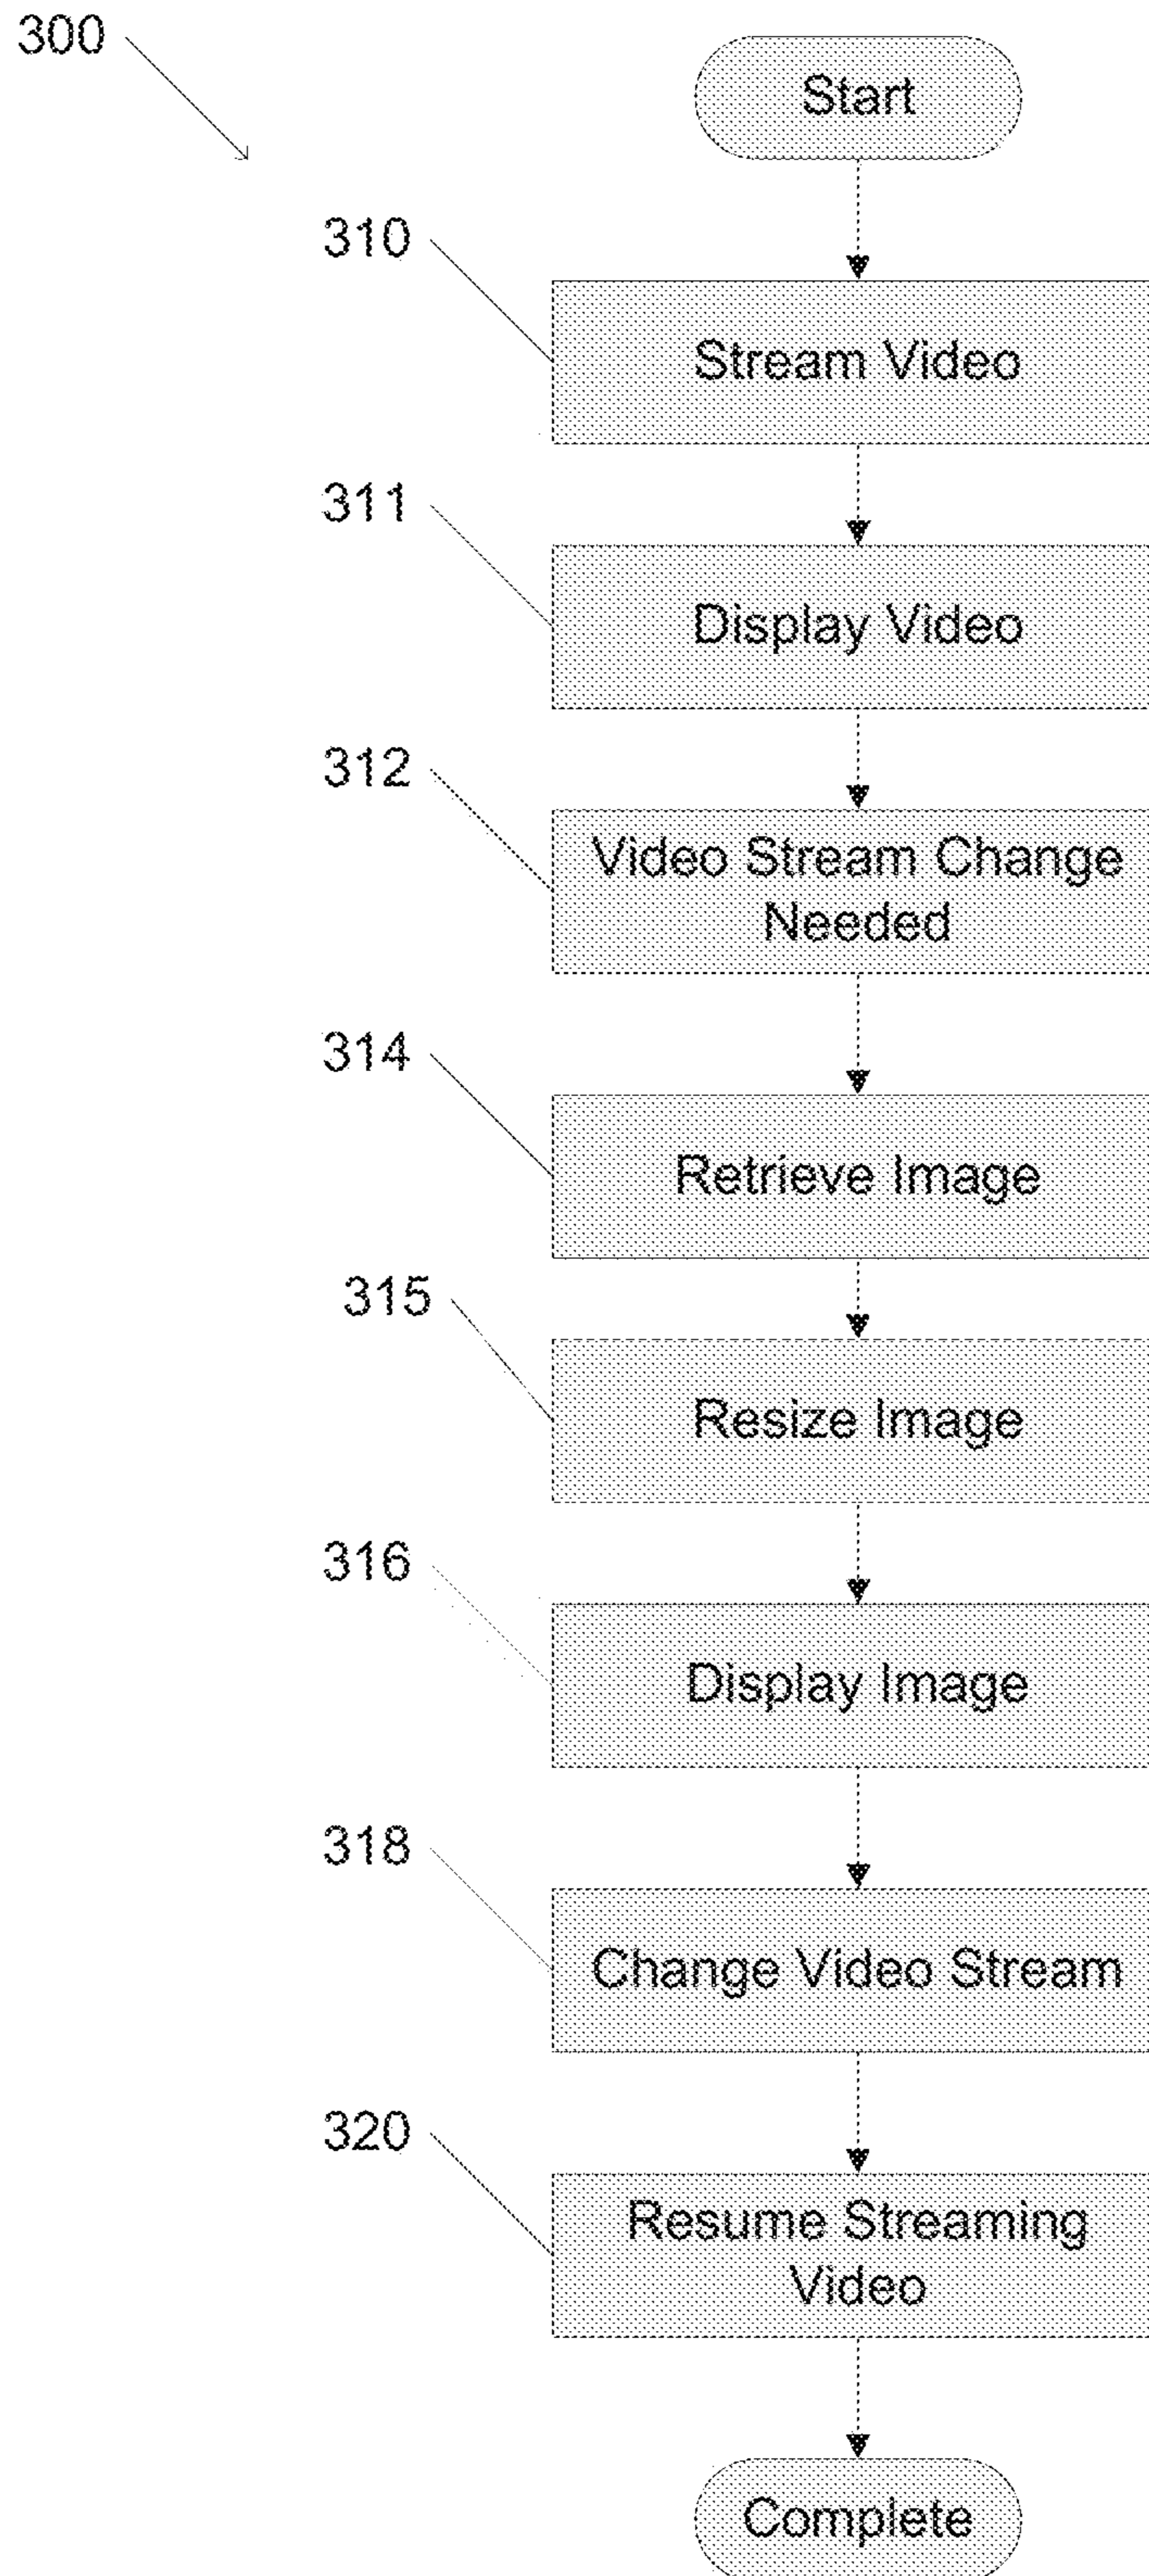 300
Start
310
Stream Video
311
Display Video
312
Video Stream Change
Needed
314
Retrieve Image
315
Resize Image
316
Display Image
318
Change Video Stream
320
Resume Streaming
Video
Complete